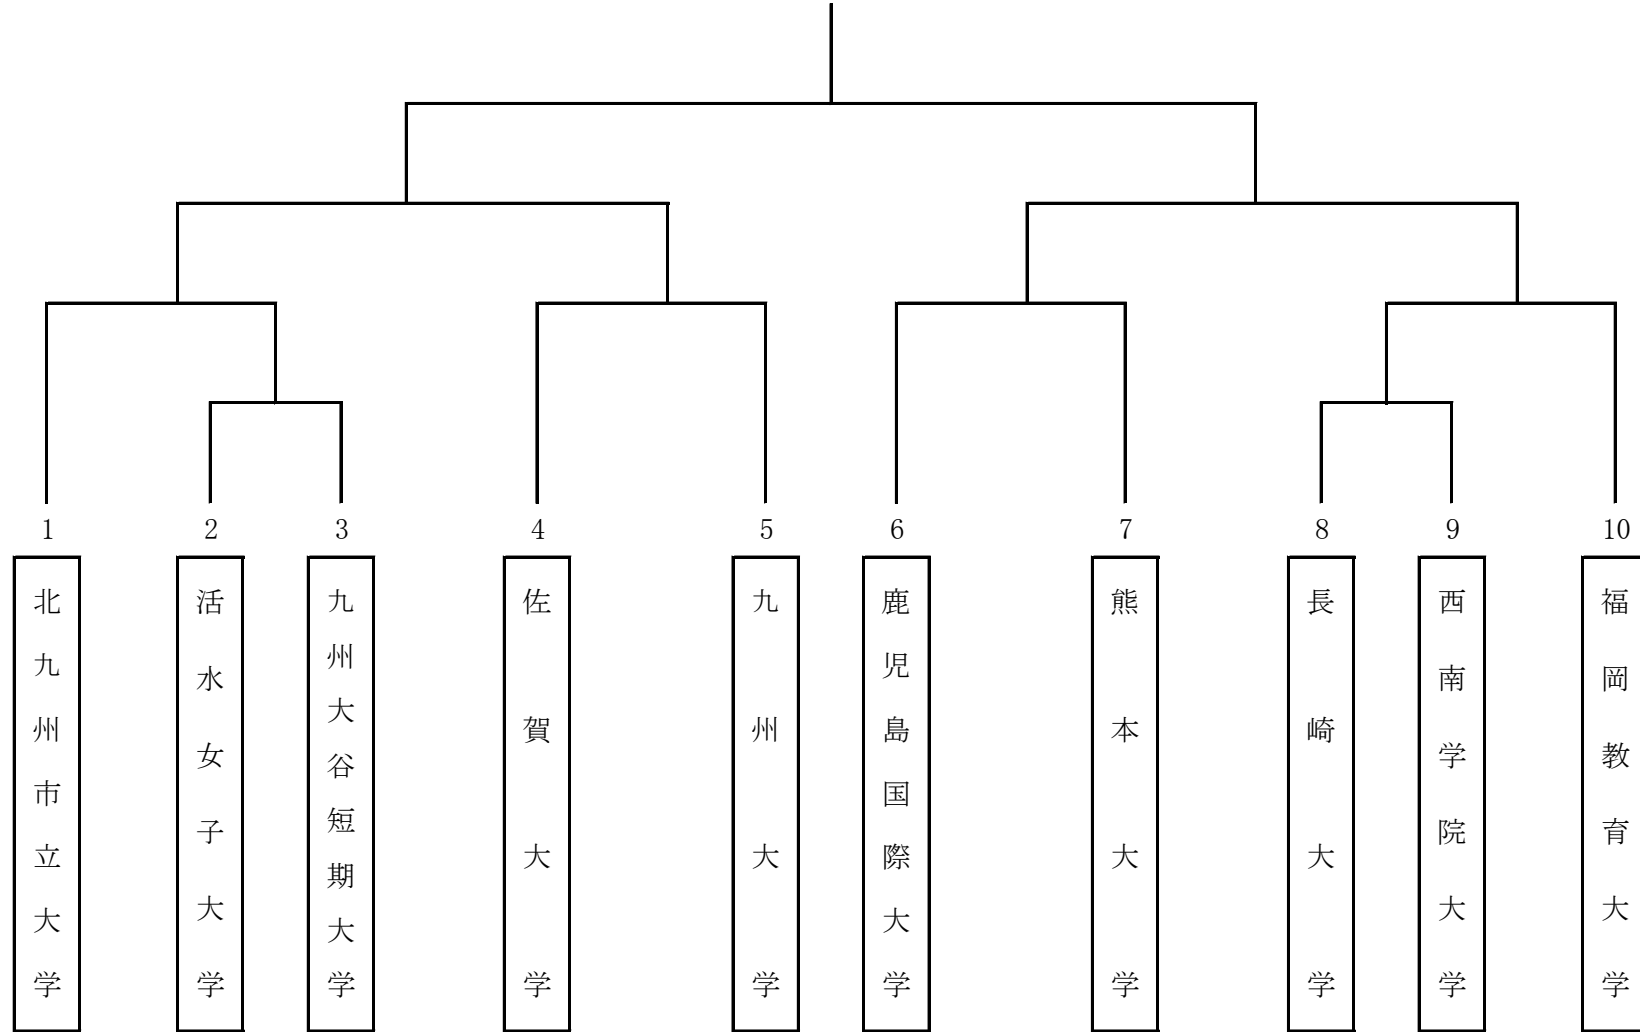 1
北九州市立大学
2
活水女子大学
3
九州大谷短期大学
4
佐賀大学
5
九州大学
6
鹿児島国際大学
7
熊本大学
8
長崎大学
9
西南学院大学
10
福岡教育大学